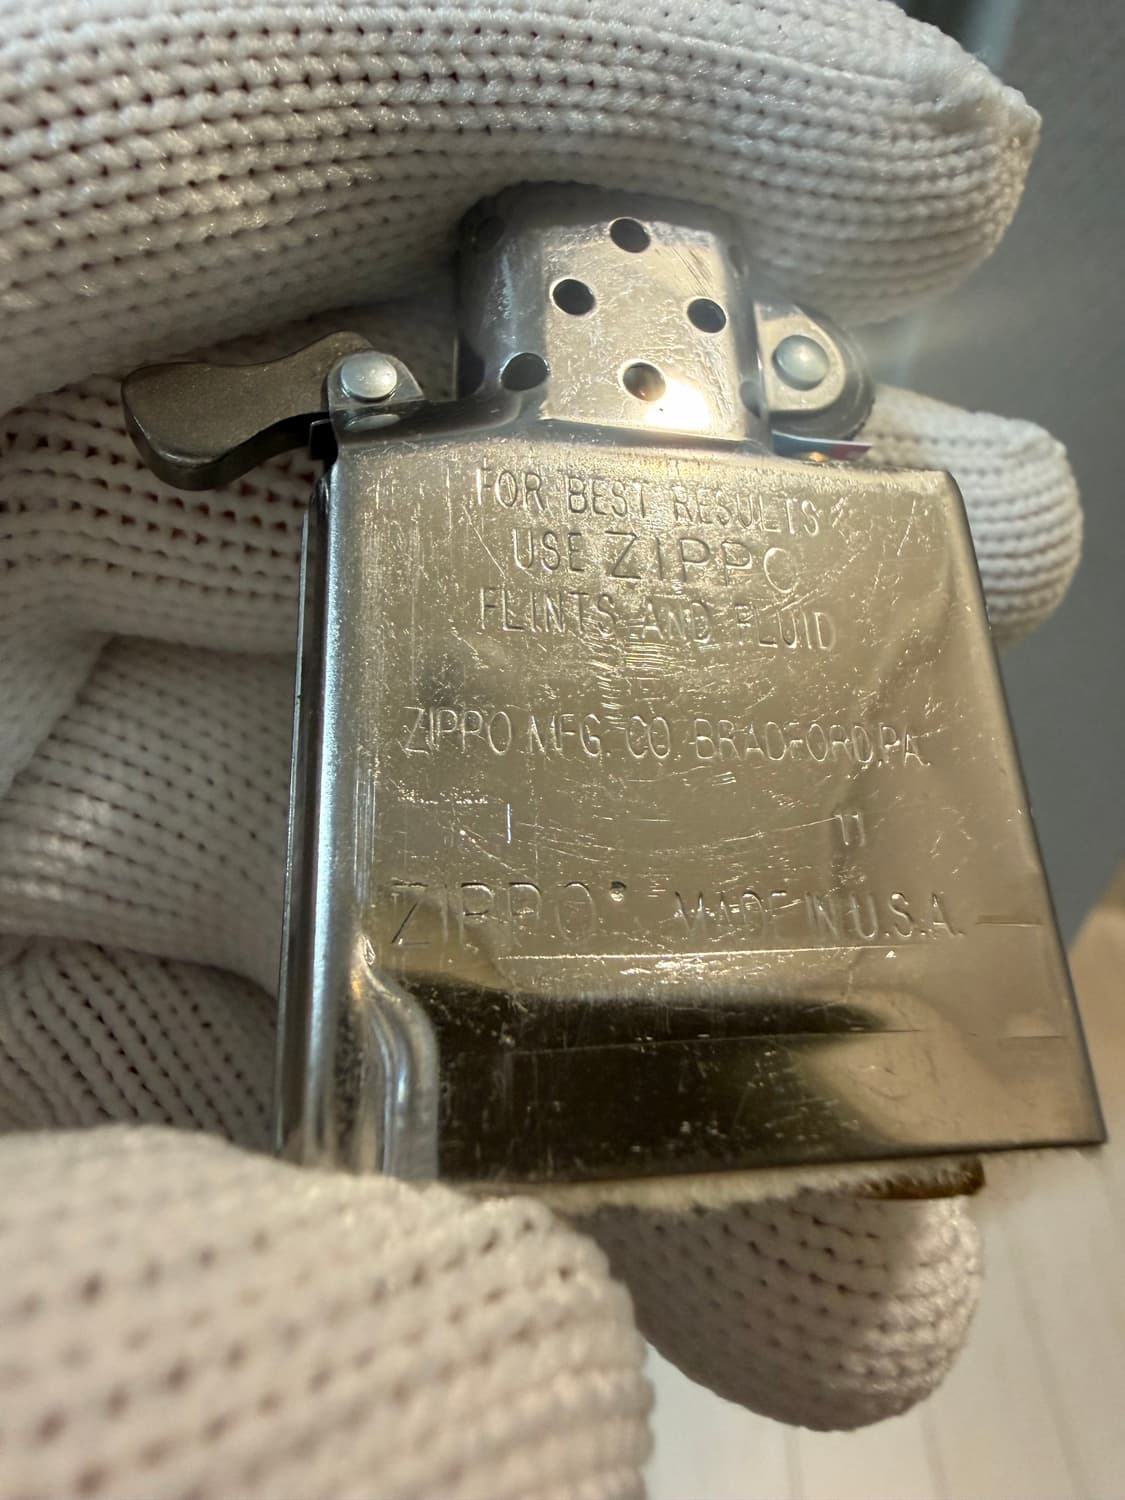 FOR BEST RESULTS
USE ZIPPO
FLINTS AND FLUID
ZIPPO MFG. CO. BRADFORD, PA.
I II
ZIPPO® MADE IN U.S.A.